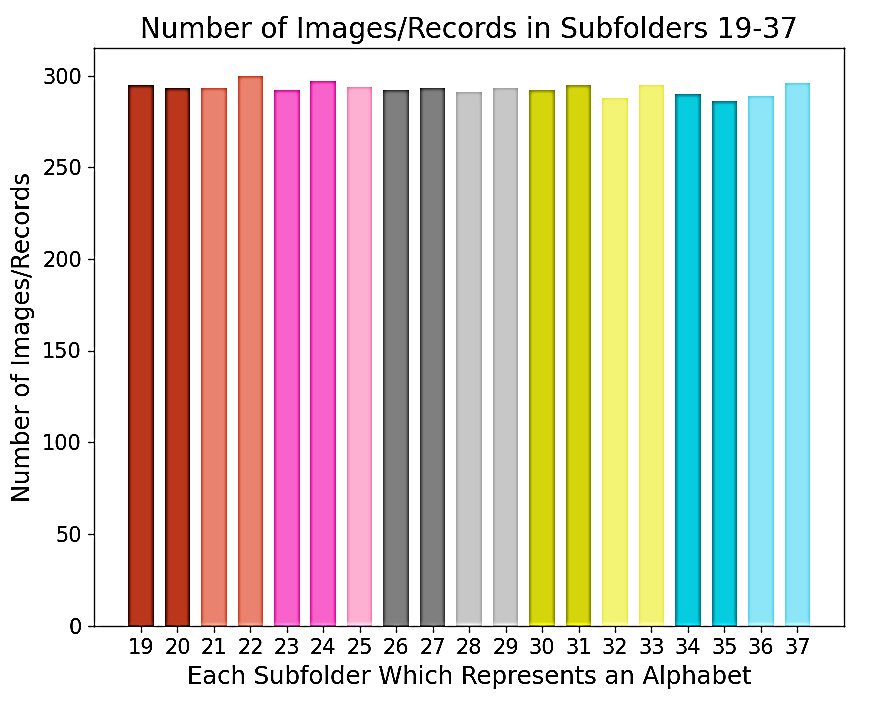 Number of Images/Records in Subfolders 19-37
Number of Images/Records
300
250
200
150
100
50
0
19 20 21 22 23 24 25 26 27 28 29 30 31 32 33 34 35 36 37
Each Subfolder Which Represents an Alphabet